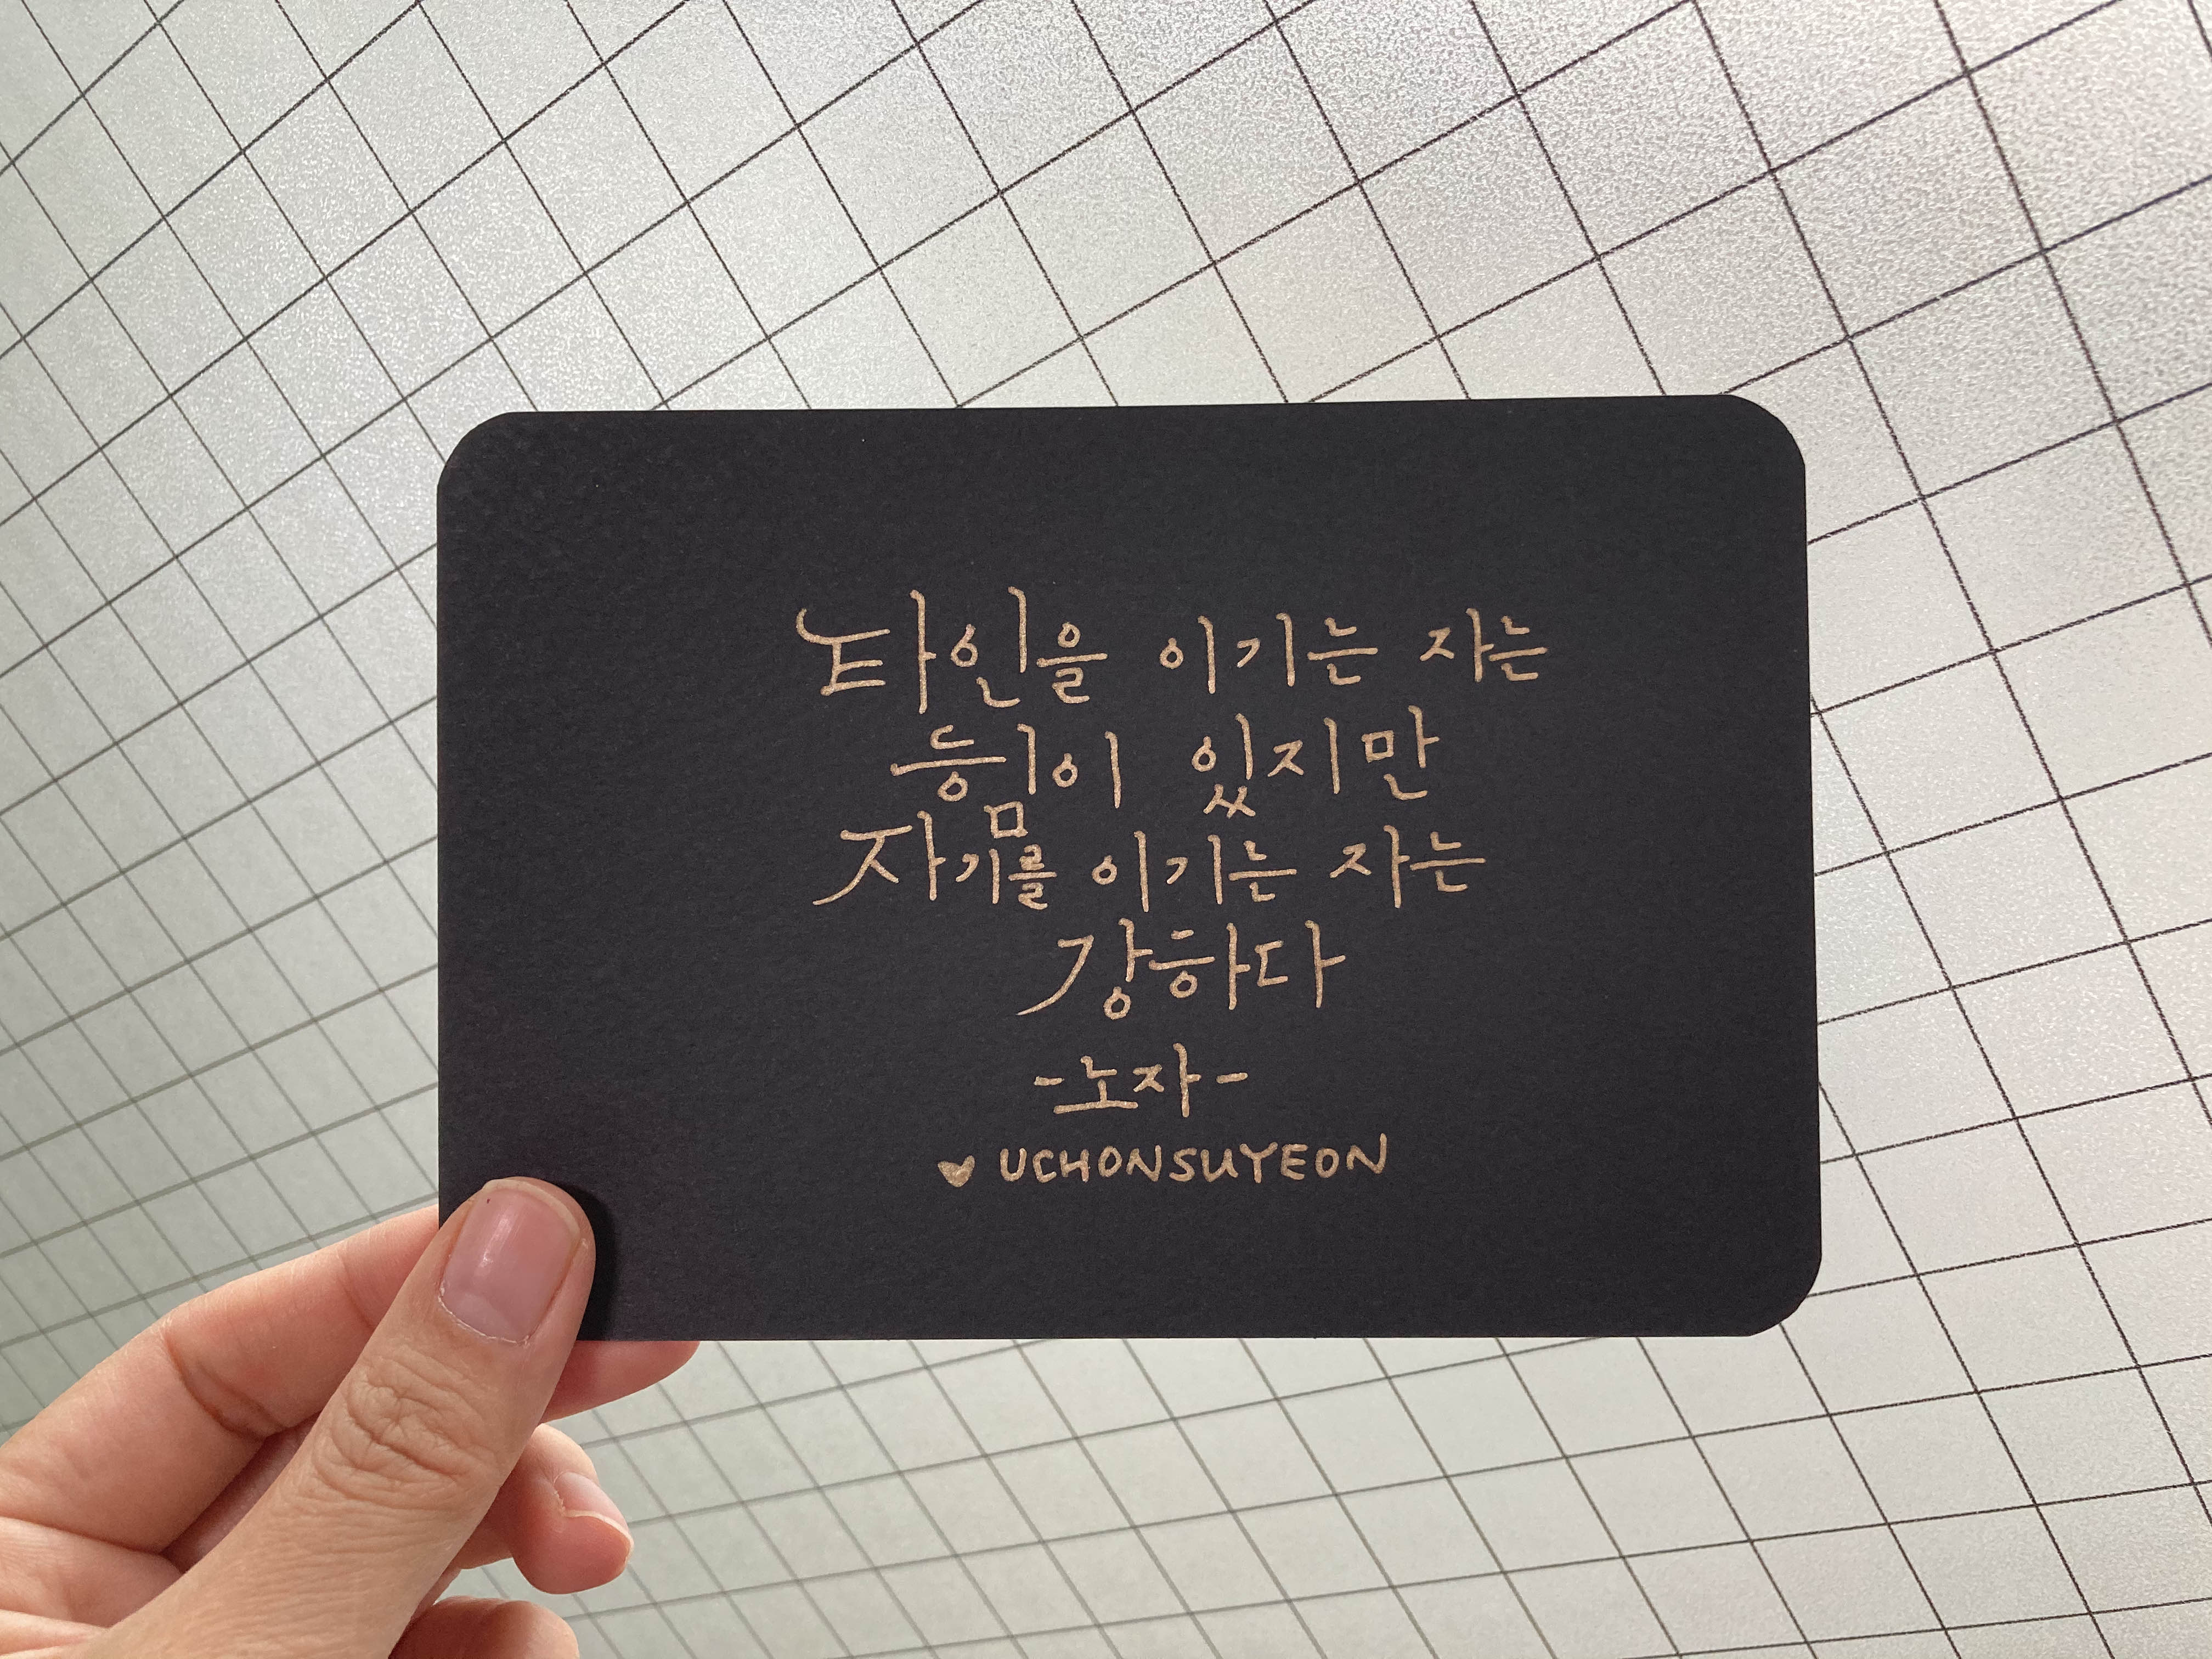 타인을 이기는 자는
힘이 있지만
자기를 이기는 자는
강하다
-노자-
♥ UCHONSUYEON